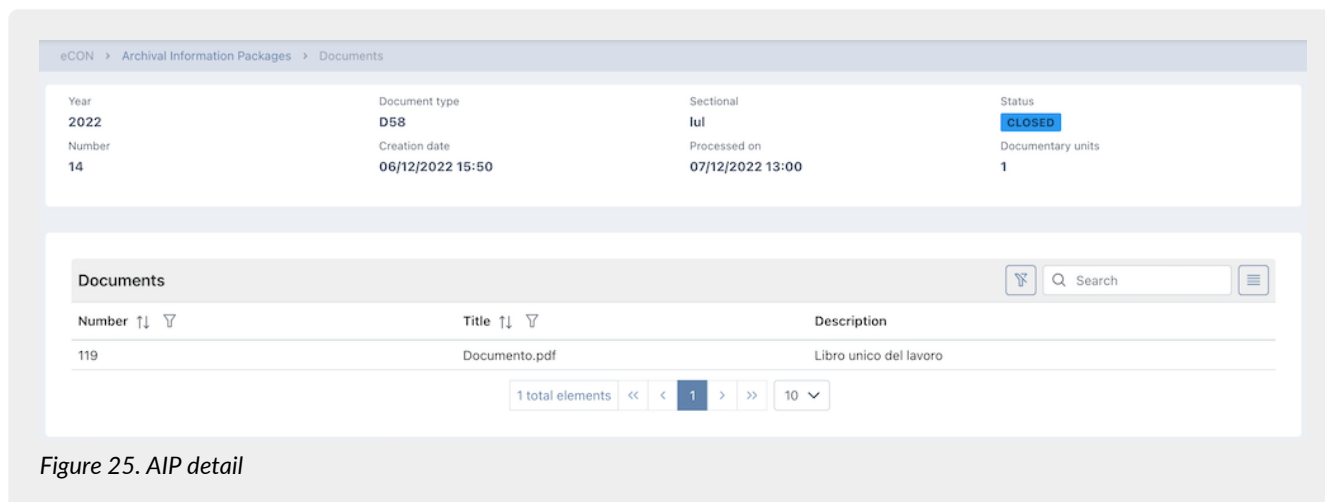 eCON > Archival Information Packages > Documents
Year Document type Sectional Status
2022 D58 lul CLOSED
Number Creation date Processed on Documentary units
14 06/12/2022 15:50 07/12/2022 13:00 1
Documents Search
Number Title Description
119 Documento.pdf Libro unico del lavoro
1 total elements << < 1 > >> 10
Figure 25. AIP detail